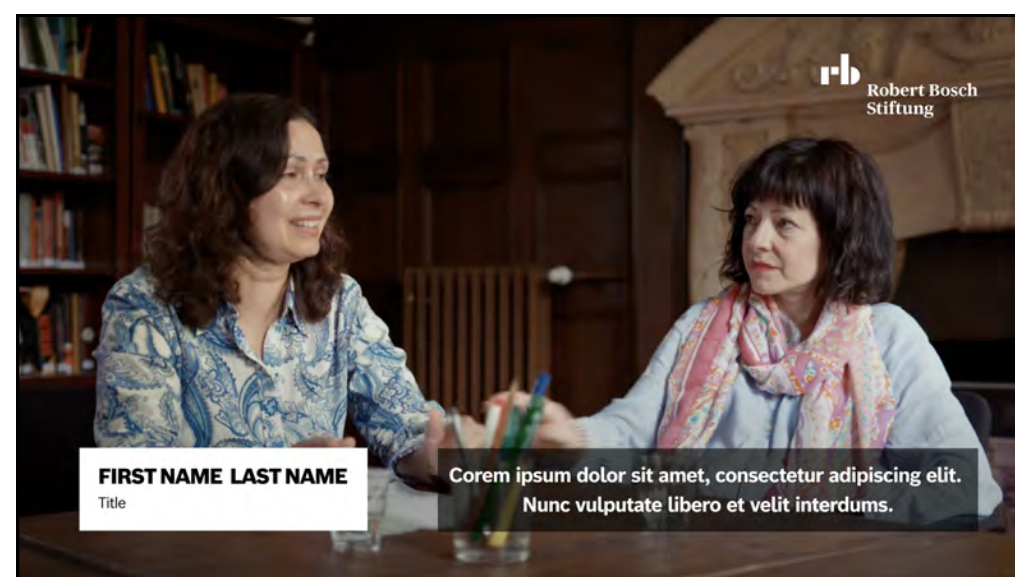 rb
Robert Bosch
Stiftung
FIRST NAME LAST NAME
Title
Corem ipsum dolor sit amet, consectetur adipiscing elit.
Nunc vulputate libero et velit interdums.